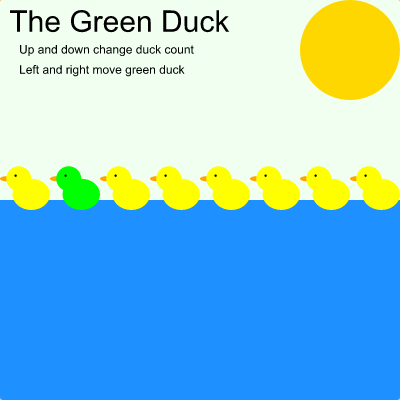 The Green Duck
Up and down change duck count
Left and right move green duck